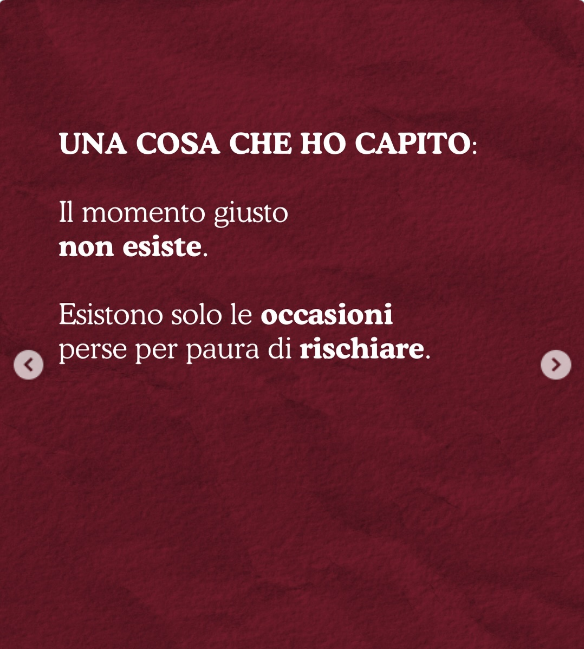 UNA COSA CHE HO CAPITO:
Il momento giusto
non esiste.
Esistono solo le occasioni
perse per paura di rischiare.